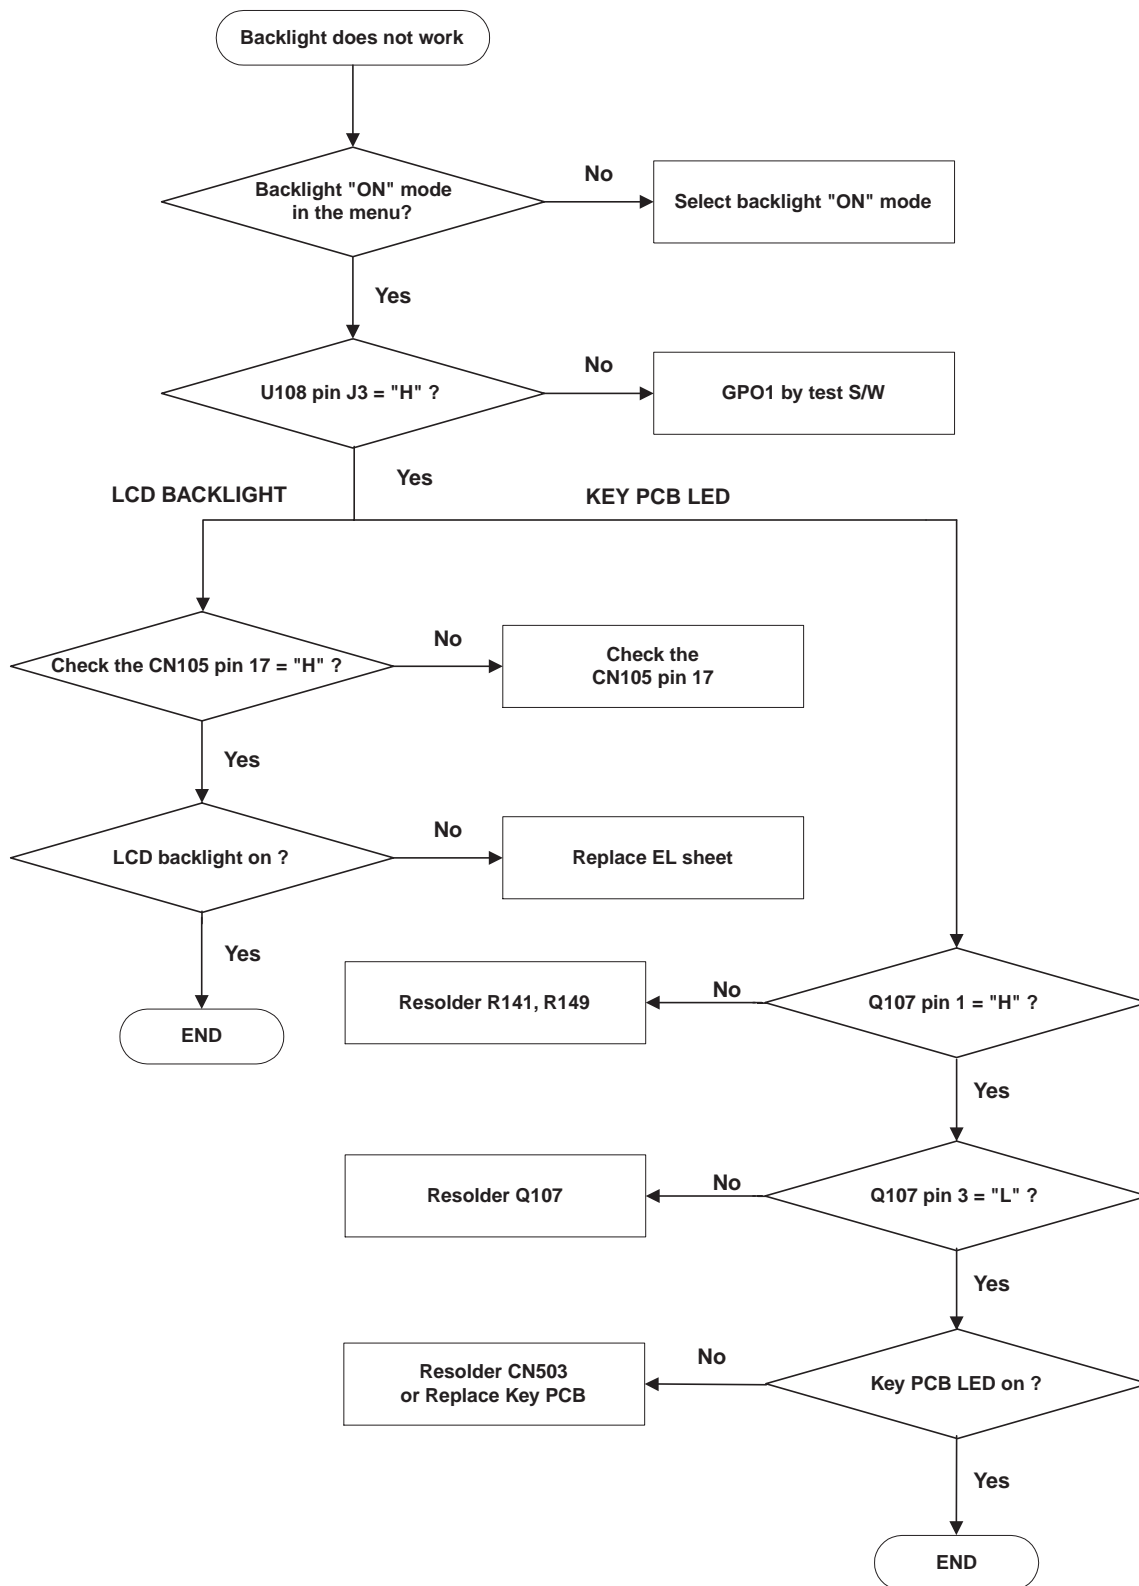 Backlight does not work
Backlight "ON" mode
in the menu?
No
Select backlight "ON" mode
Yes
U108 pin J3 = "H" ?
No
GPO1 by test S/W
Yes
LCD BACKLIGHT
KEY PCB LED
Check the CN105 pin 17 = "H" ?
No
Check the
CN105 pin 17
Yes
LCD backlight on ?
No
Replace EL sheet
Yes
END
Q107 pin 1 = "H" ?
No
Resolder R141, R149
Yes
Q107 pin 3 = "L" ?
No
Resolder Q107
Yes
Key PCB LED on ?
No
Resolder CN503
or Replace Key PCB
Yes
END